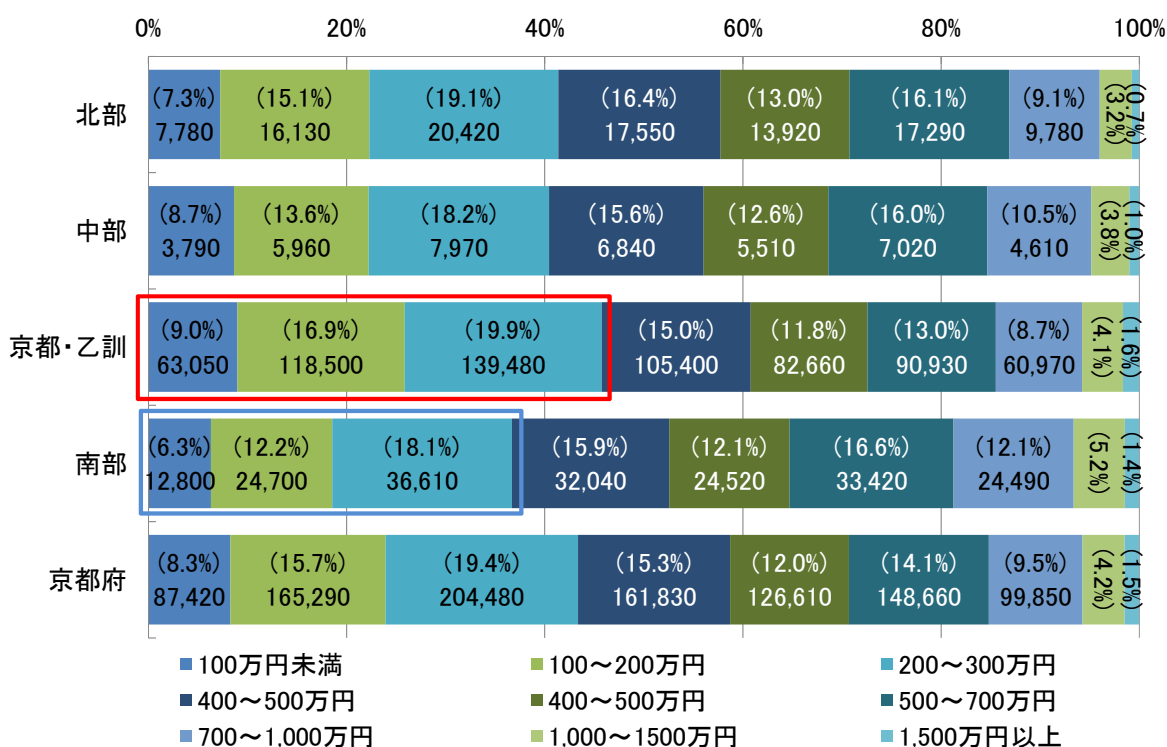 0% 20% 40% 60% 80% 100%
北部
(7.3%) (15.1%) (19.1%) (16.4%) (13.0%) (16.1%) (9.1%) (3.2%) (0.7%)
7,780 16,130 20,420 17,550 13,920 17,290 9,780
中部
(8.7%) (13.6%) (18.2%) (15.6%) (12.6%) (16.0%) (10.5%) (3.8%) (1.0%)
3,790 5,960 7,970 6,840 5,510 7,020 4,610
京都・乙訓
(9.0%) (16.9%) (19.9%) (15.0%) (11.8%) (13.0%) (8.7%) (4.1%) (1.6%)
63,050 118,500 139,480 105,400 82,660 90,930 60,970
南部
(6.3%) (12.2%) (18.1%) (15.9%) (12.1%) (16.6%) (12.1%) (5.2%) (1.4%)
12,800 24,700 36,610 32,040 24,520 33,420 24,490
京都府
(8.3%) (15.7%) (19.4%) (15.3%) (12.0%) (14.1%) (9.5%) (4.2%) (1.5%)
87,420 165,290 204,480 161,830 126,610 148,660 99,850
100万円未満 100～200万円 200～300万円
400～500万円 400～500万円 500～700万円
700～1,000万円 1,000～1500万円 1,500万円以上